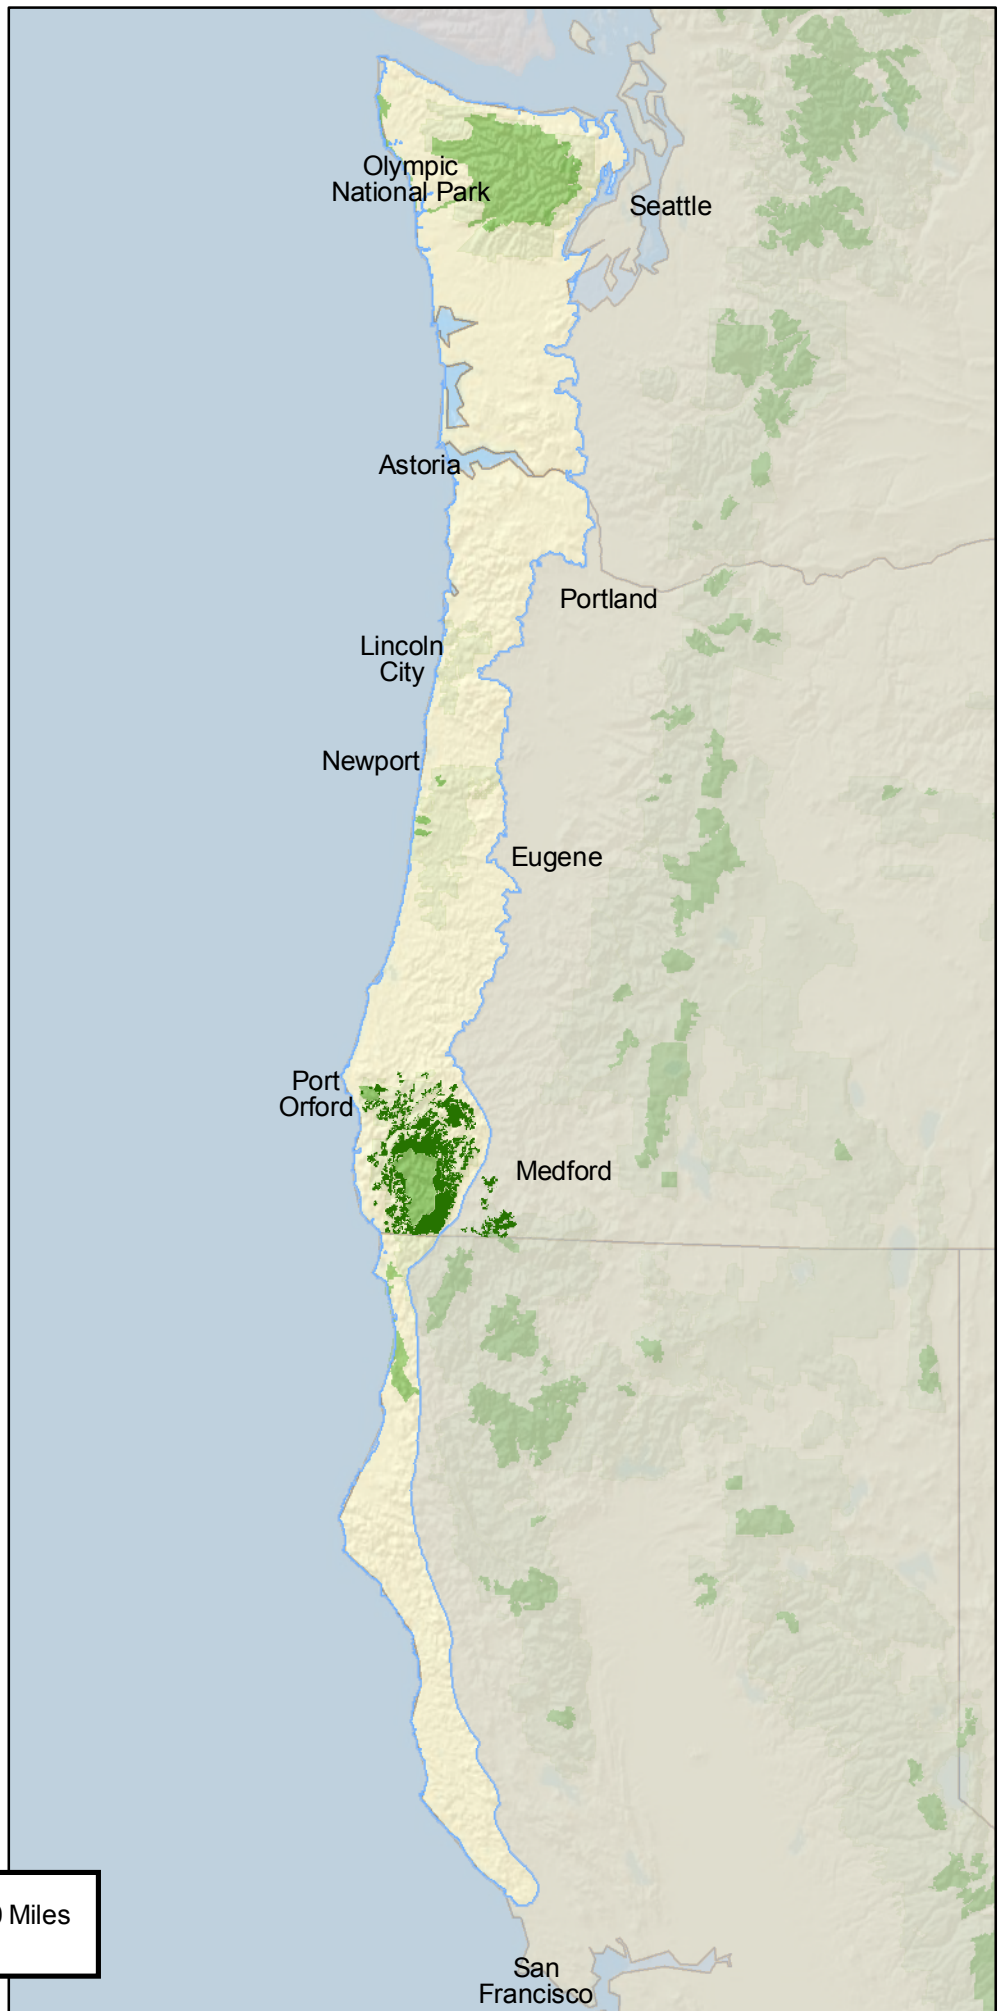 Olympic
National Park
Seattle
Astoria
Portland
Lincoln
City
Newport
Eugene
Port
Orford
Medford
Miles
San
Francisco